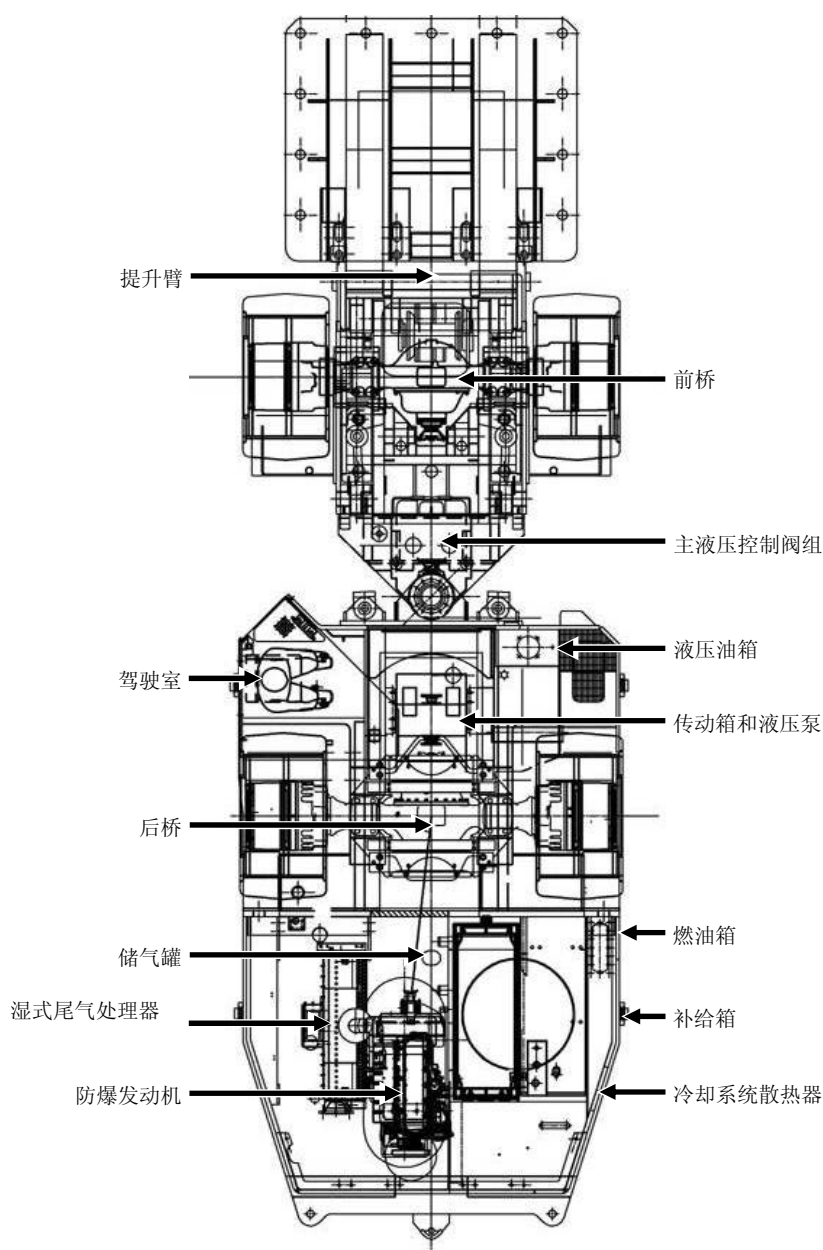 提升臂
前桥
主液压控制阀组
液压油箱
驾驶室
传动箱和液压泵
后桥
燃油箱
储气罐
湿式尾气处理器
补给箱
防爆发动机
冷却系统散热器